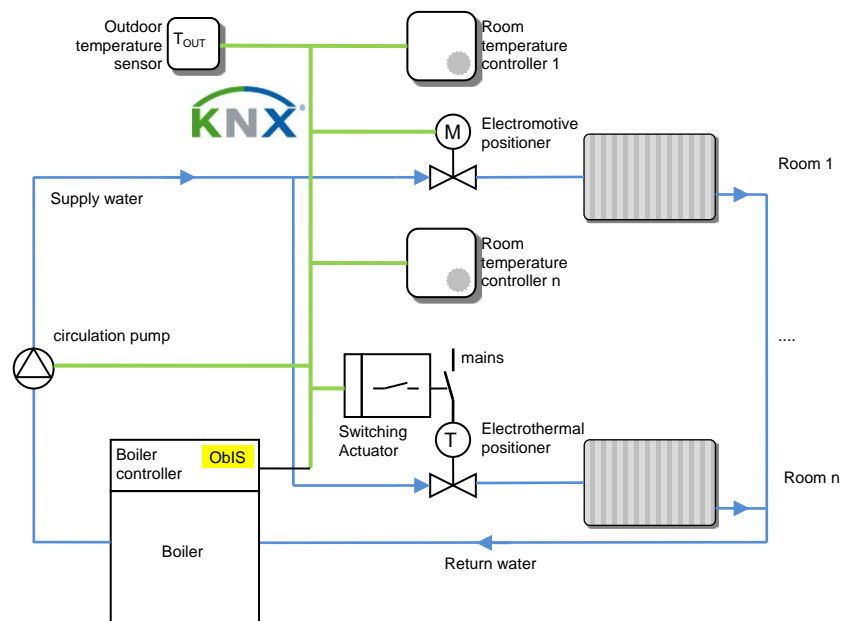 Outdoor
temperature
sensor
TOUT
Room
temperature
controller 1
KNX®
M
Electromotive
positioner
Room 1
Supply water
Room
temperature
controller n
circulation pump
....
mains
Switching
Actuator
T
Electrothermal
positioner
Boiler
controller
ObIS
Room n
Boiler
Return water